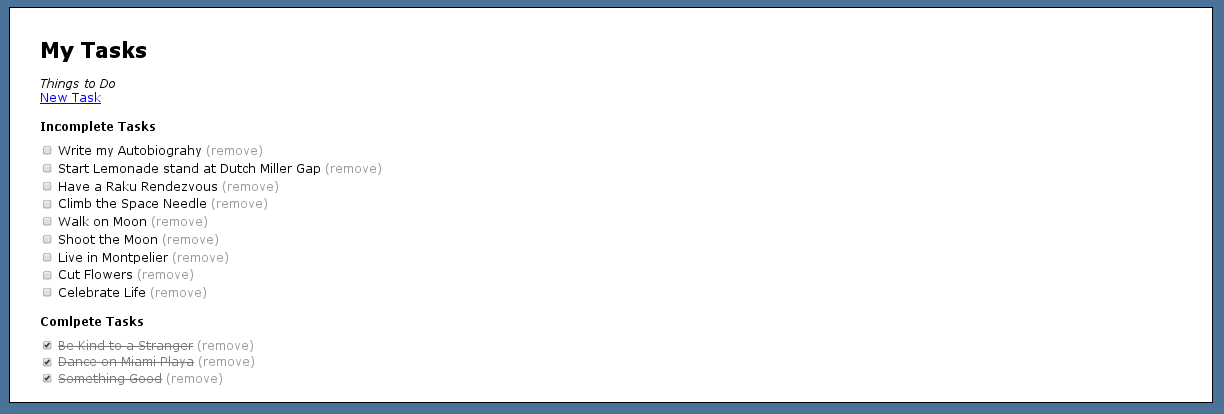 My Tasks
Things to Do
New Task
Incomplete Tasks
Write my Autobiograhy (remove)
Start Lemonade stand at Dutch Miller Gap (remove)
Have a Raku Rendezvous (remove)
Climb the Space Needle (remove)
Walk on Moon (remove)
Shoot the Moon (remove)
Live in Montpelier (remove)
Cut Flowers (remove)
Celebrate Life (remove)
Comlpete Tasks
Be Kind to a Stranger (remove)
Dance on Miami Playa (remove)
Something Good (remove)